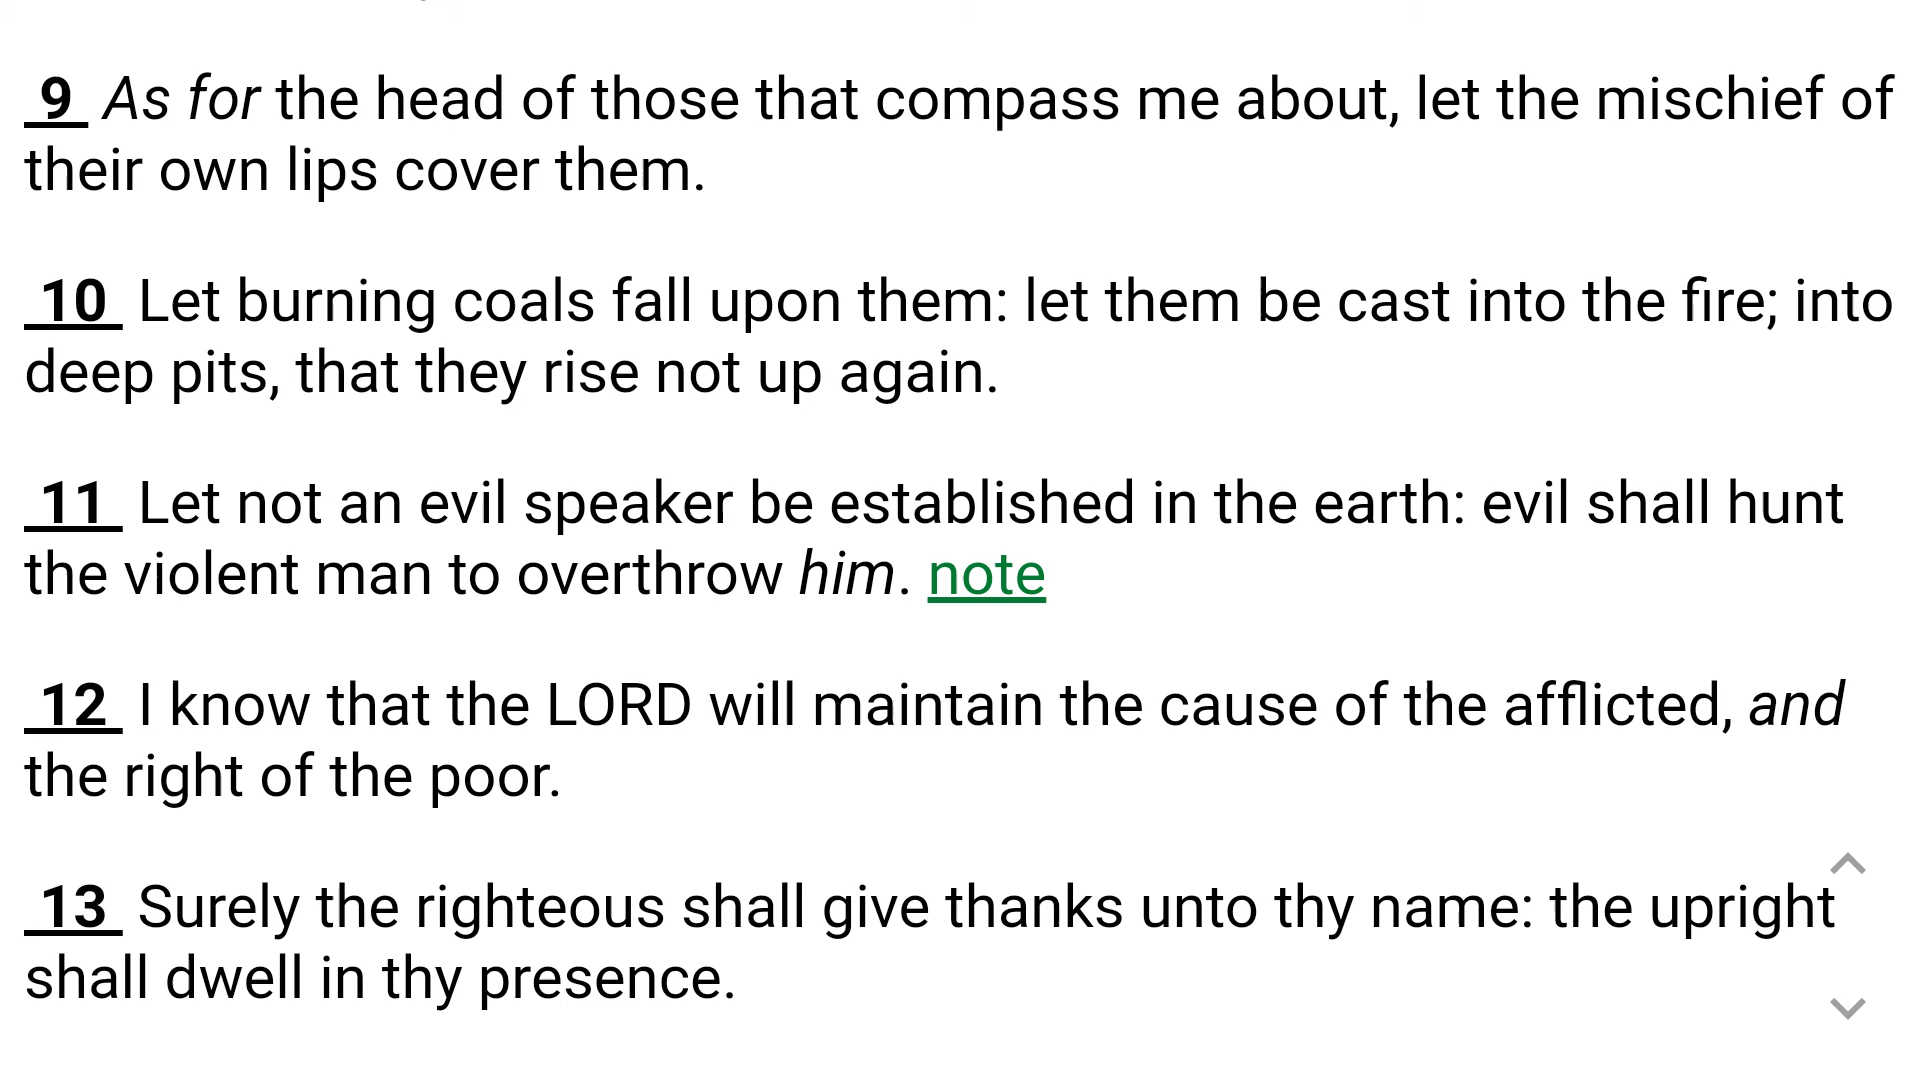 9 As for the head of those that compass me about, let the mischief of
their own lips cover them.
10 Let burning coals fall upon them: let them be cast into the fire; into
deep pits, that they rise not up again.
11 Let not an evil speaker be established in the earth: evil shall hunt
the violent man to overthrow him. note
12 I know that the LORD will maintain the cause of the afflicted, and
the right of the poor.
13 Surely the righteous shall give thanks unto thy name: the upright
shall dwell in thy presence.